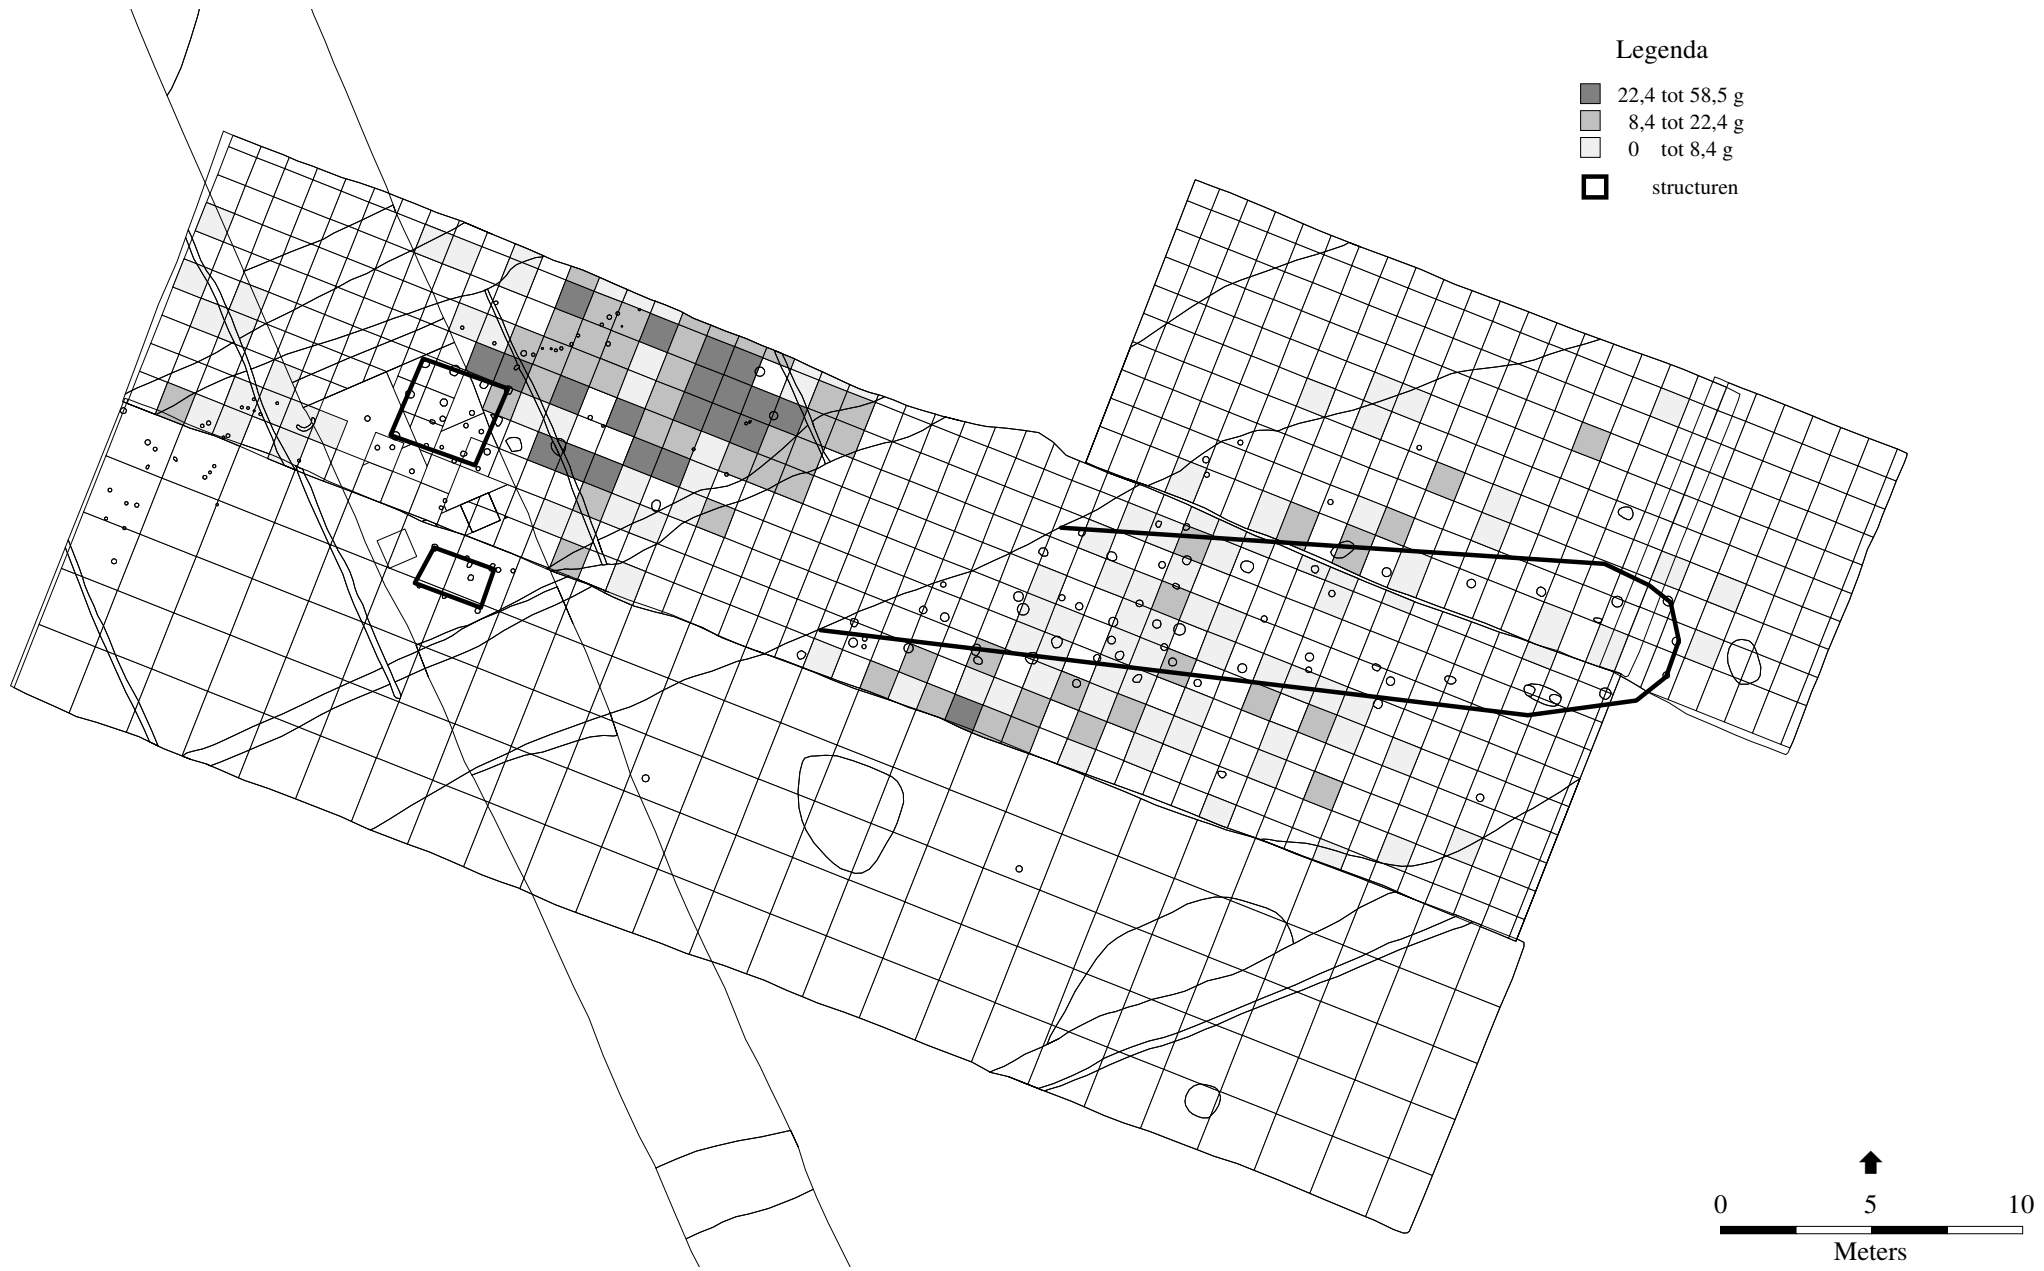 Legenda
22,4 tot 58,5 g
8,4 tot 22,4 g
0 tot 8,4 g
structuren
0 5 10
Meters